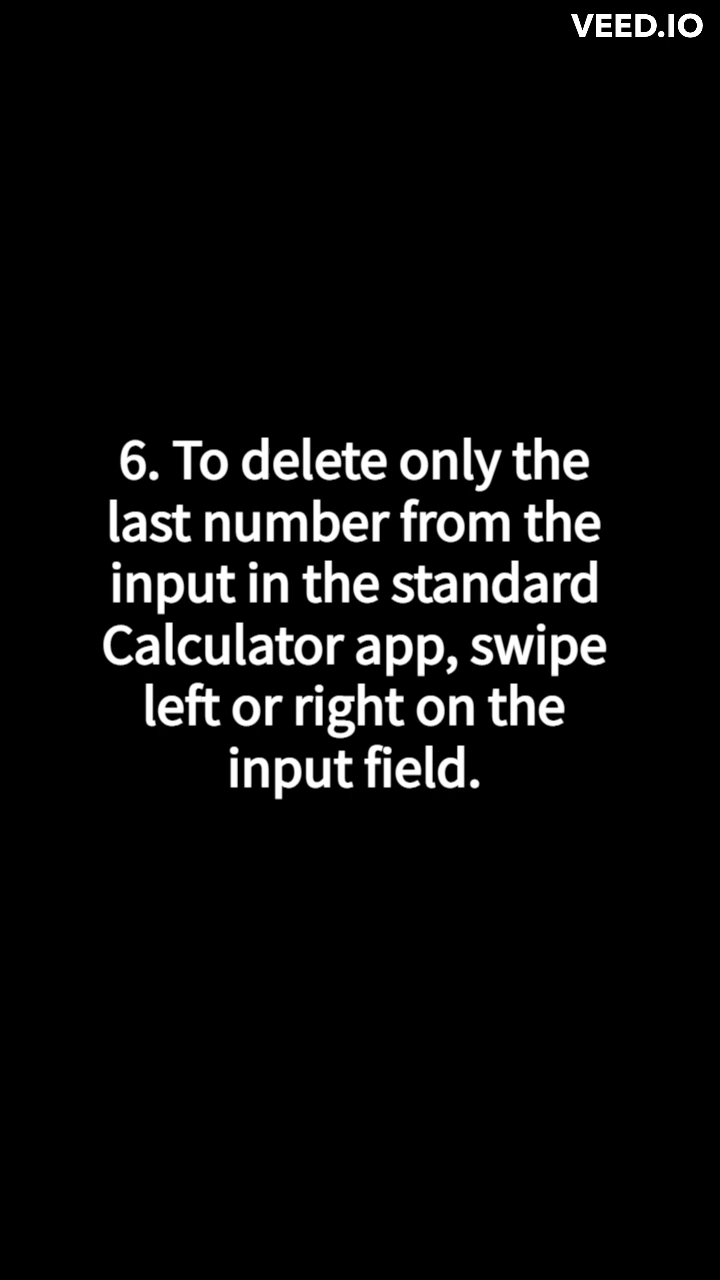 VEED.IO
6. To delete only the
last number from the
input in the standard
Calculator app, swipe
left or right on the
input field.